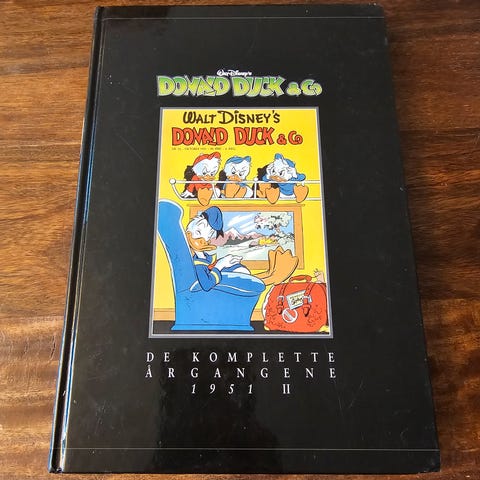 Walt Disney's
DONALD DUCK & CO
WALT DISNEY'S
DONALD DUCK & CO
DE KOMPLETTE
ÅRGANGENE
1951 II